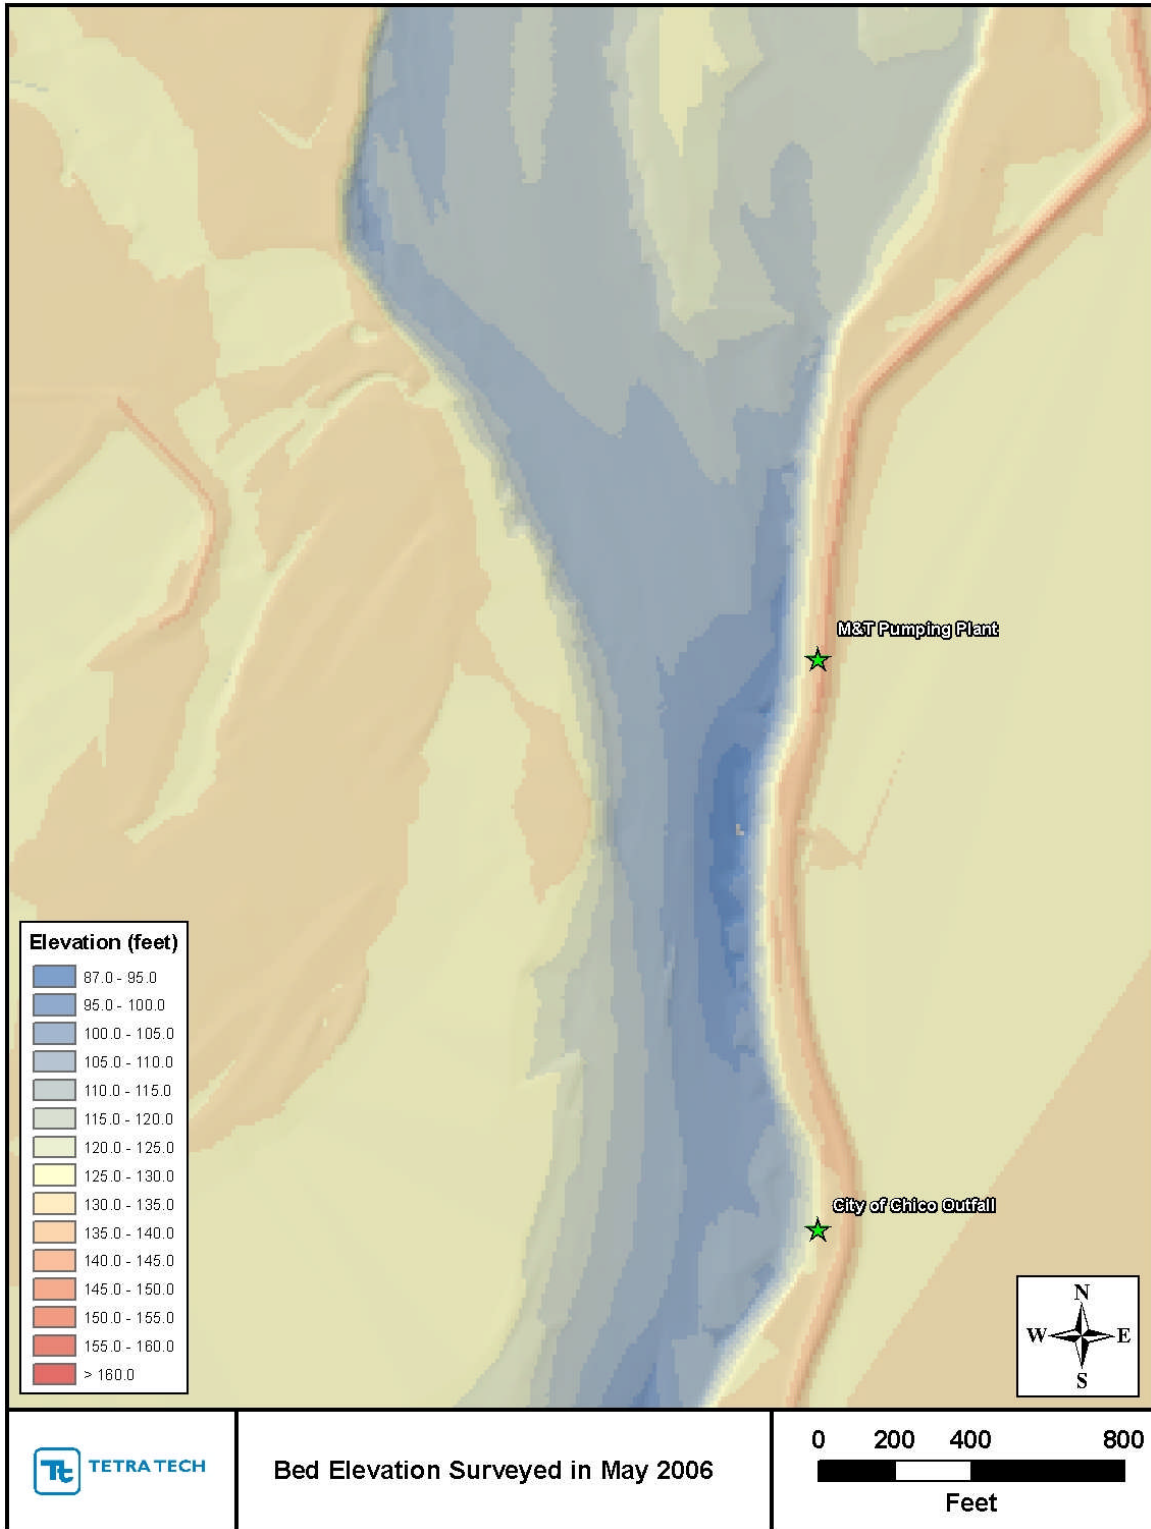 M&T Pumping Plant
City of Chico Outfall
Elevation (feet)
87.0 - 95.0
95.0 - 100.0
100.0 - 105.0
105.0 - 110.0
110.0 - 115.0
115.0 - 120.0
120.0 - 125.0
125.0 - 130.0
130.0 - 135.0
135.0 - 140.0
140.0 - 145.0
145.0 - 150.0
150.0 - 155.0
155.0 - 160.0
> 160.0
N
W E
S
Tt TETRA TECH
Bed Elevation Surveyed in May 2006
0 200 400 800
Feet